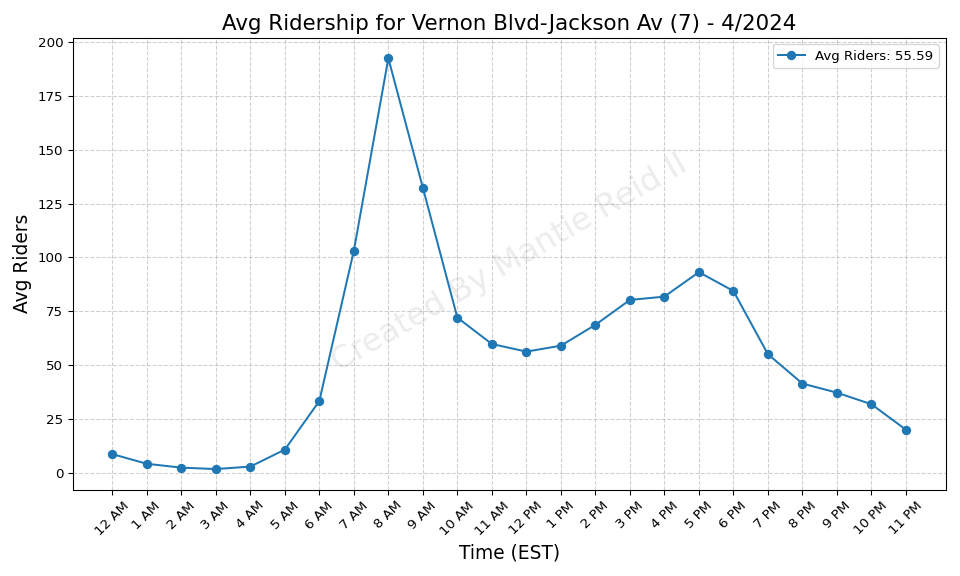 Avg Ridership for Vernon Blvd-Jackson Av (7) - 4/2024
Avg Riders: 55.59
200
175
150
125
100
75
50
25
0
Avg Riders
Created By Mantie Reid II
12 AM
1 AM
2 AM
3 AM
4 AM
5 AM
6 AM
7 AM
8 AM
9 AM
10 AM
11 AM
12 PM
1 PM
2 PM
3 PM
4 PM
5 PM
6 PM
7 PM
8 PM
9 PM
10 PM
11 PM
Time (EST)